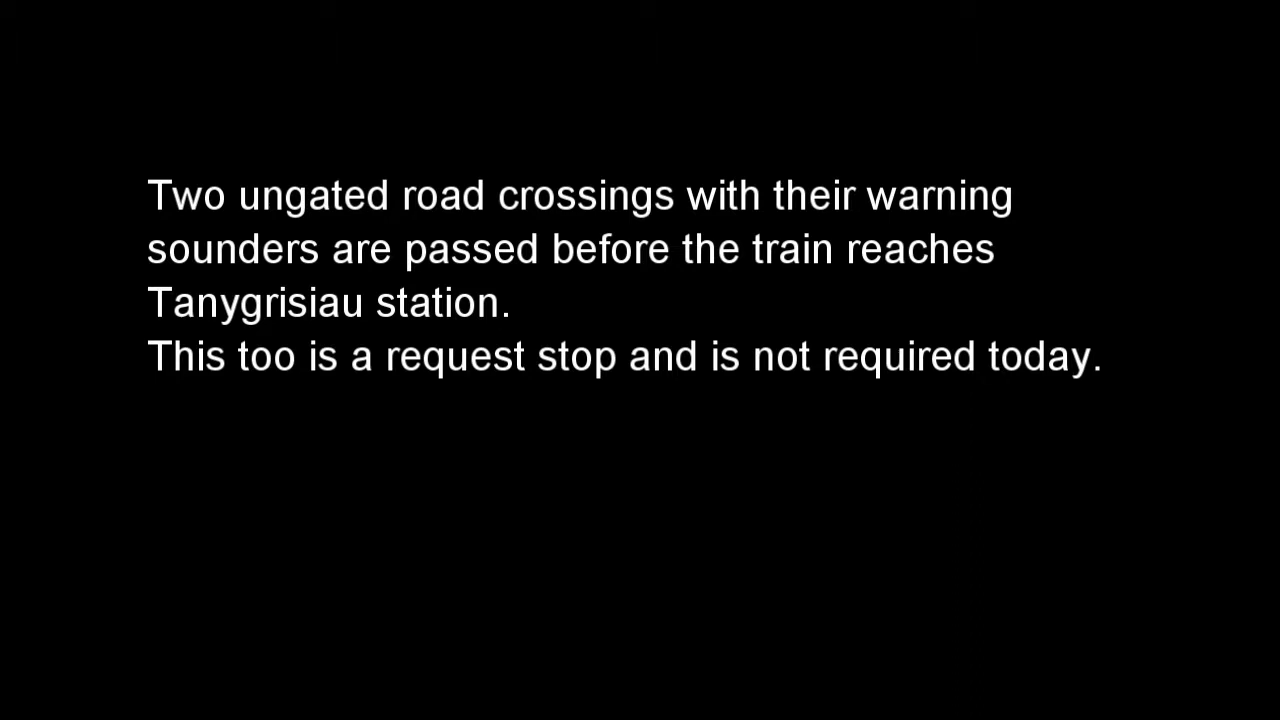 Two ungated road crossings with their warning
sounders are passed before the train reaches
Tanygrisiau station.
This too is a request stop and is not required today.